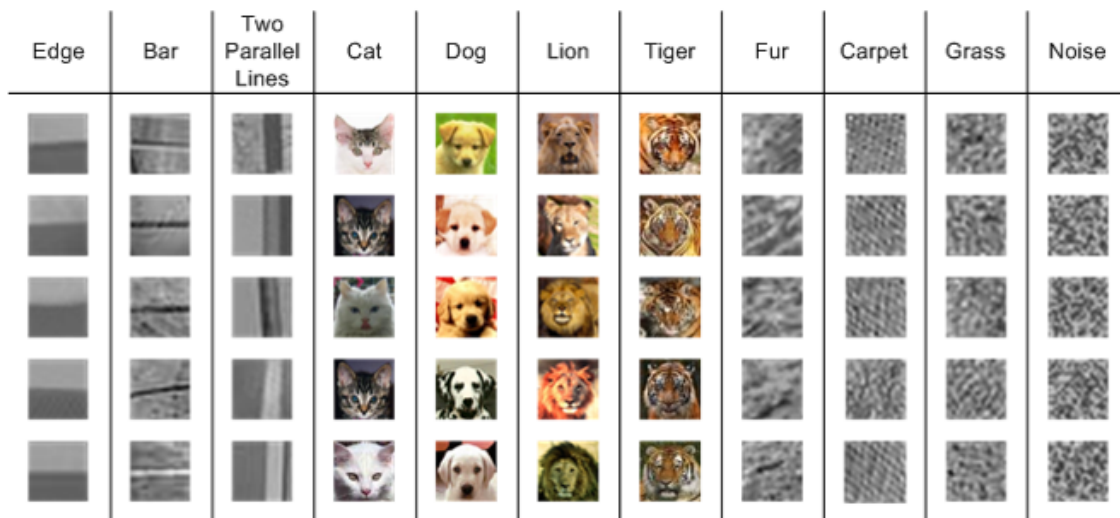 Edge
Bar
Two
Parallel
Lines
Cat
Dog
Lion
Tiger
Fur
Carpet
Grass
Noise